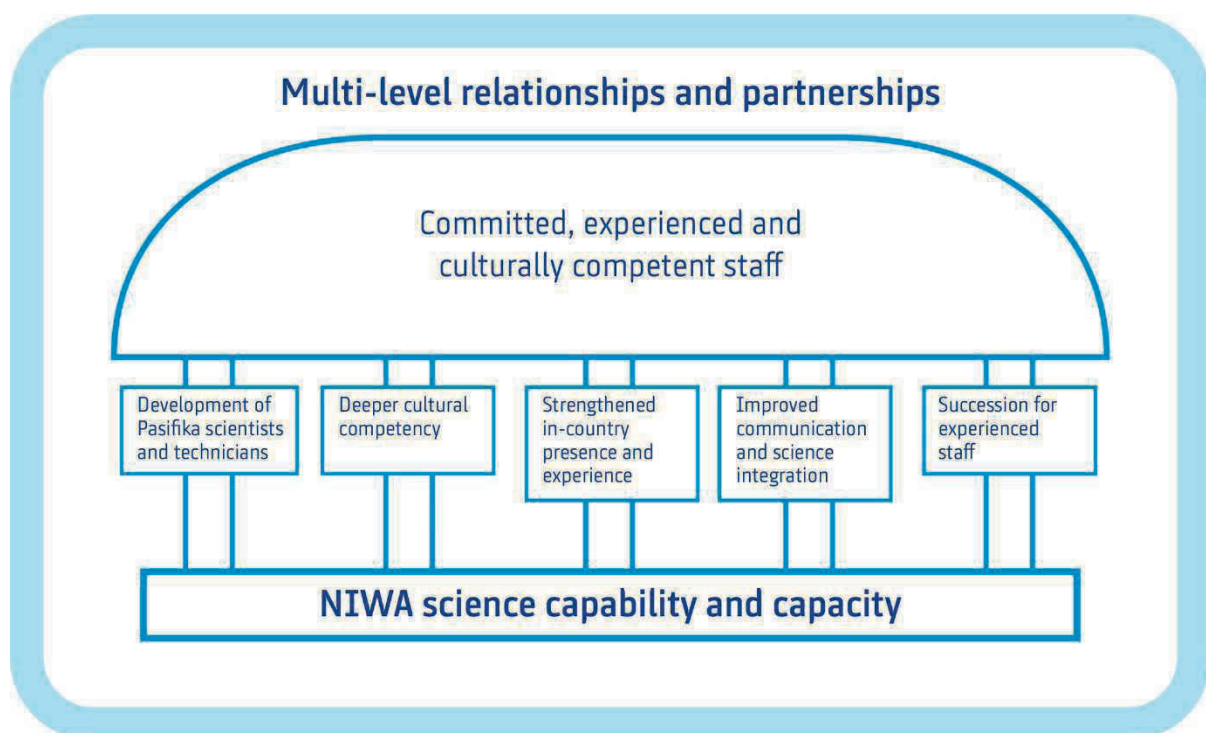 Multi-level relationships and partnerships
Committed, experienced and
culturally competent staff
Development of
Pasifika scientists
and technicians
Deeper cultural
competency
Strengthened
in-country
presence and
experience
Improved
communication
and science
integration
Succession for
experienced
staff
NIWA science capability and capacity